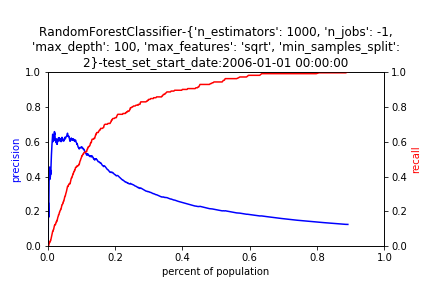 RandomForestClassifier-{'n_estimators': 1000, 'n_jobs': -1,
'max_depth': 100, 'max_features': 'sqrt', 'min_samples_split':
2}-test_set_start_date:2006-01-01 00:00:00
1.0 1.0
0.8 0.8
0.6 0.6
precision recall
0.4 0.4
0.2 0.2
0.0 0.0
0.0 0.2 0.4 0.6 0.8 1.0
percent of population